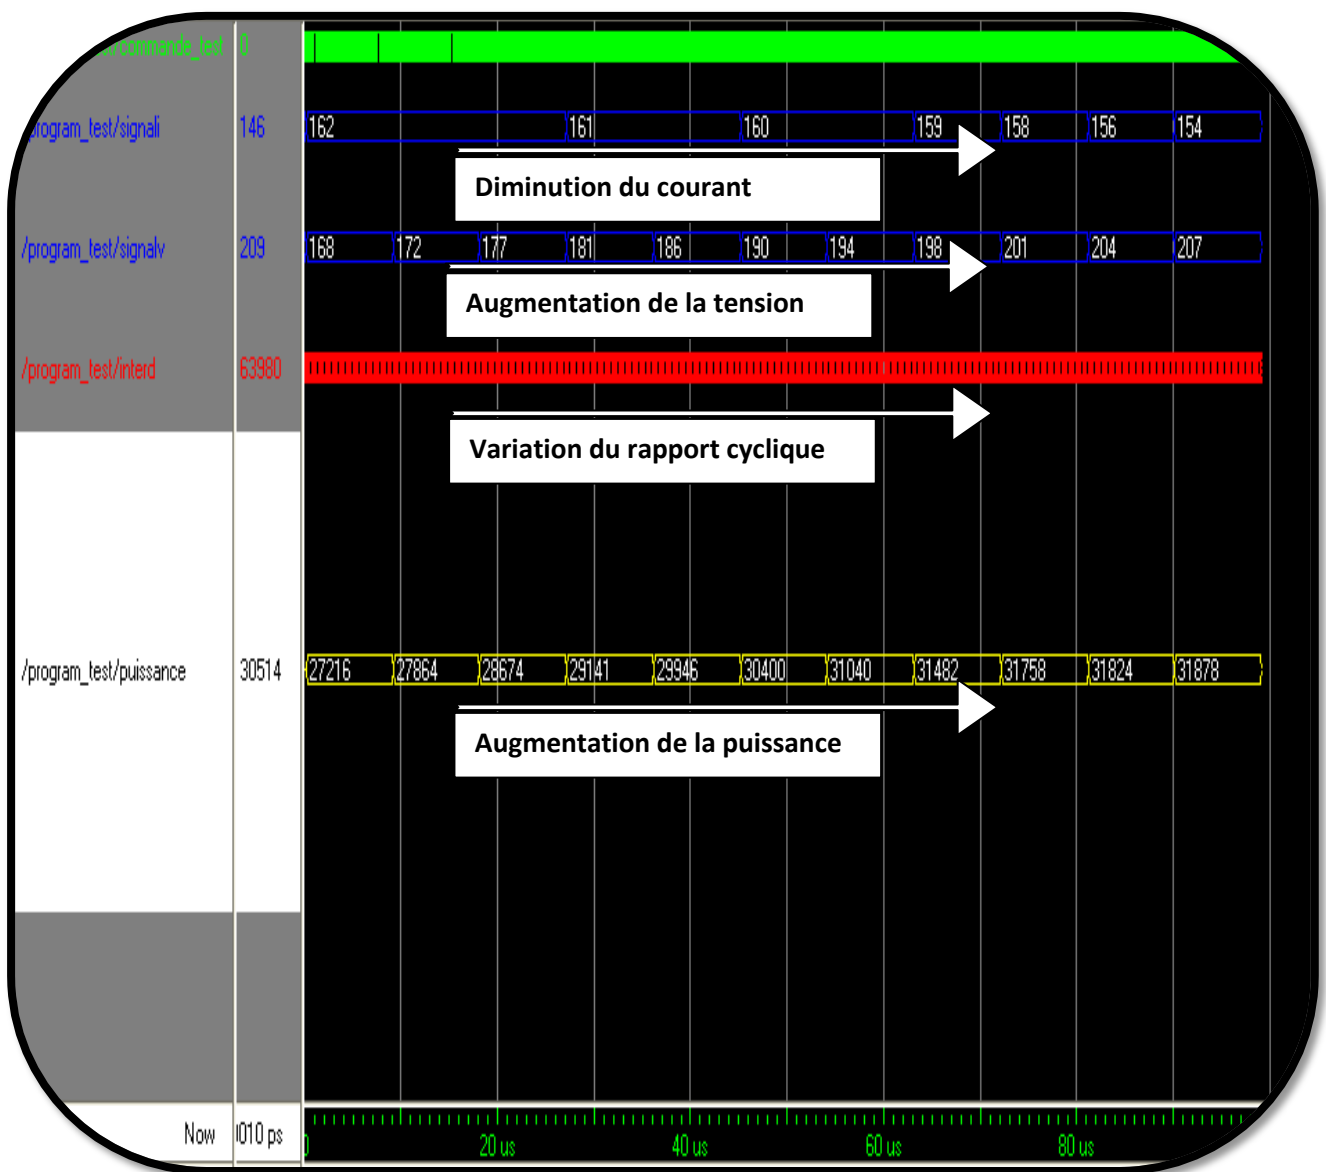 commande_test 0
program_test/signali 146 162 161 160 159 158 156 154
Diminution du courant
/program_test/signalv 209 168 172 177 181 186 190 194 198 201 204 207
Augmentation de la tension
/program_test/interd 63980
Variation du rapport cyclique
/program_test/puissance 30514 27216 27864 28674 29141 29946 30400 31040 31482 31758 31824 31878
Augmentation de la puissance
Now 010 ps 20 us 40 us 60 us 80 us